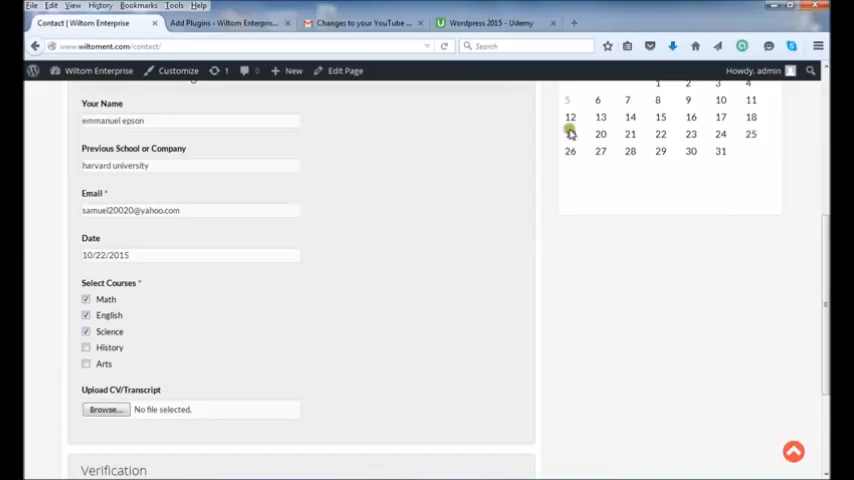 File Edit View History Bookmarks Tools Help
Contact | Wiltom Enterprise × Add Plugins ‹ Wiltom Enterpris... × Changes to your YouTube ... × Wordpress 2015 - Udemy × +
www.wiltoment.com/contact/ Search
Wiltom Enterprise Customize 1 0 New Edit Page Howdy, admin
1 2 3 4
Your Name
5 6 7 8 9 10 11
emmanuel epson
12 13 14 15 16 17 18
20 21 22 23 24 25
Previous School or Company
26 27 28 29 30 31
harvard university
Email *
samuel20020@yahoo.com
Date
10/22/2015
Select Courses *
Math
English
Science
History
Arts
Upload CV/Transcript
Browse... No file selected.
Verification